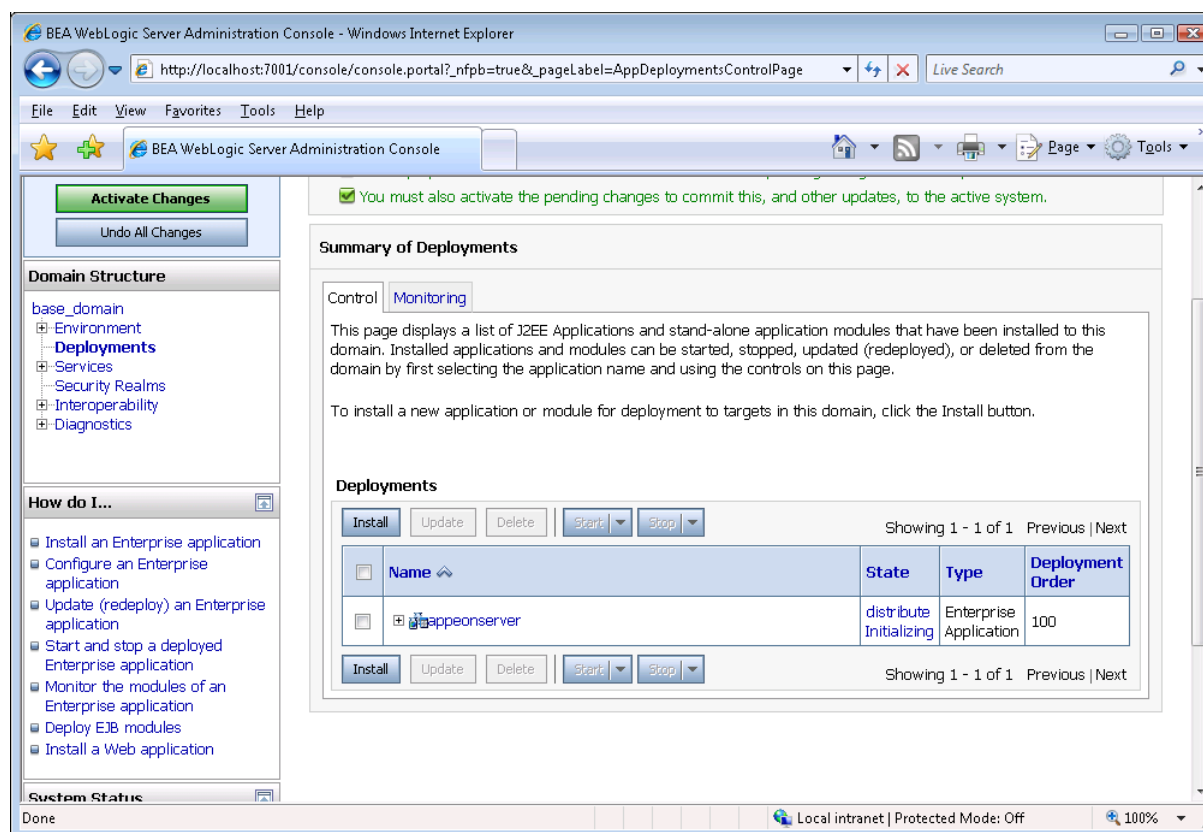 BEA WebLogic Server Administration Console - Windows Internet Explorer
http://localhost:7001/console/console.portal?_nfpb=true&_pageLabel=AppDeploymentsControlPage
Live Search
File Edit View Favorites Tools Help
BEA WebLogic Server Administration Console
Page
Tools
Activate Changes
Undo All Changes
You must also activate the pending changes to commit this, and other updates, to the active system.
Domain Structure
base_domain
Environment
Deployments
Services
Security Realms
Interoperability
Diagnostics
How do I...
Install an Enterprise application
Configure an Enterprise
application
Update (redeploy) an Enterprise
application
Start and stop a deployed
Enterprise application
Monitor the modules of an
Enterprise application
Deploy EJB modules
Install a Web application
System Status
Summary of Deployments
Control Monitoring
This page displays a list of J2EE Applications and stand-alone application modules that have been installed to this
domain. Installed applications and modules can be started, stopped, updated (redeployed), or deleted from the
domain by first selecting the application name and using the controls on this page.
To install a new application or module for deployment to targets in this domain, click the Install button.
Deployments
Install Update Delete Start Stop
Showing 1 - 1 of 1 Previous | Next
Name State Type Deployment
Order
appeonserver distribute Enterprise 100
Initializing Application
Install Update Delete Start Stop
Showing 1 - 1 of 1 Previous | Next
Done
Local intranet | Protected Mode: Off
100%